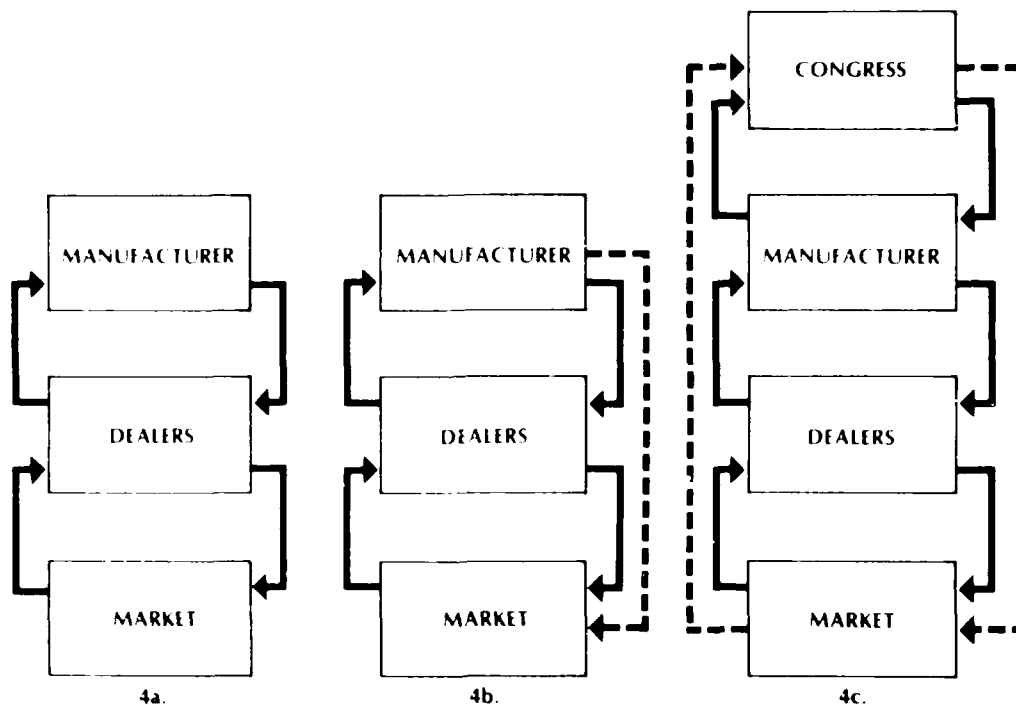 CONGRESS
MANUFACTURER
MANUFACTURER
MANUFACTURER
DEALERS
DEALERS
DEALERS
MARKET
MARKET
MARKET
4a.
4b.
4c.